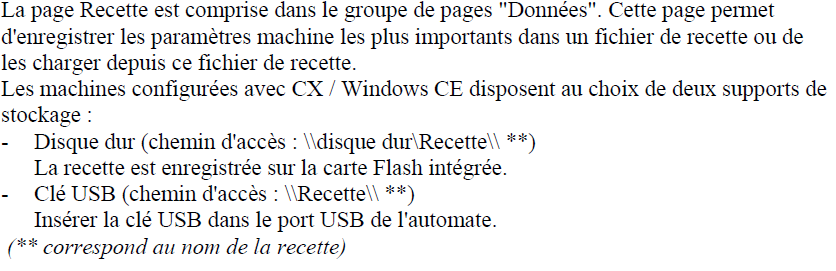 La page Recette est comprise dans le groupe de pages "Données". Cette page permet
d'enregistrer les paramètres machine les plus importants dans un fichier de recette ou de
les charger depuis ce fichier de recette.
Les machines configurées avec CX / Windows CE disposent au choix de deux supports de
stockage :
- Disque dur (chemin d'accès : \\disque dur\Recette\\ **)
La recette est enregistrée sur la carte Flash intégrée.
- Clé USB (chemin d'accès : \\Recette\\ **)
Insérer la clé USB dans le port USB de l'automate.
(** correspond au nom de la recette)